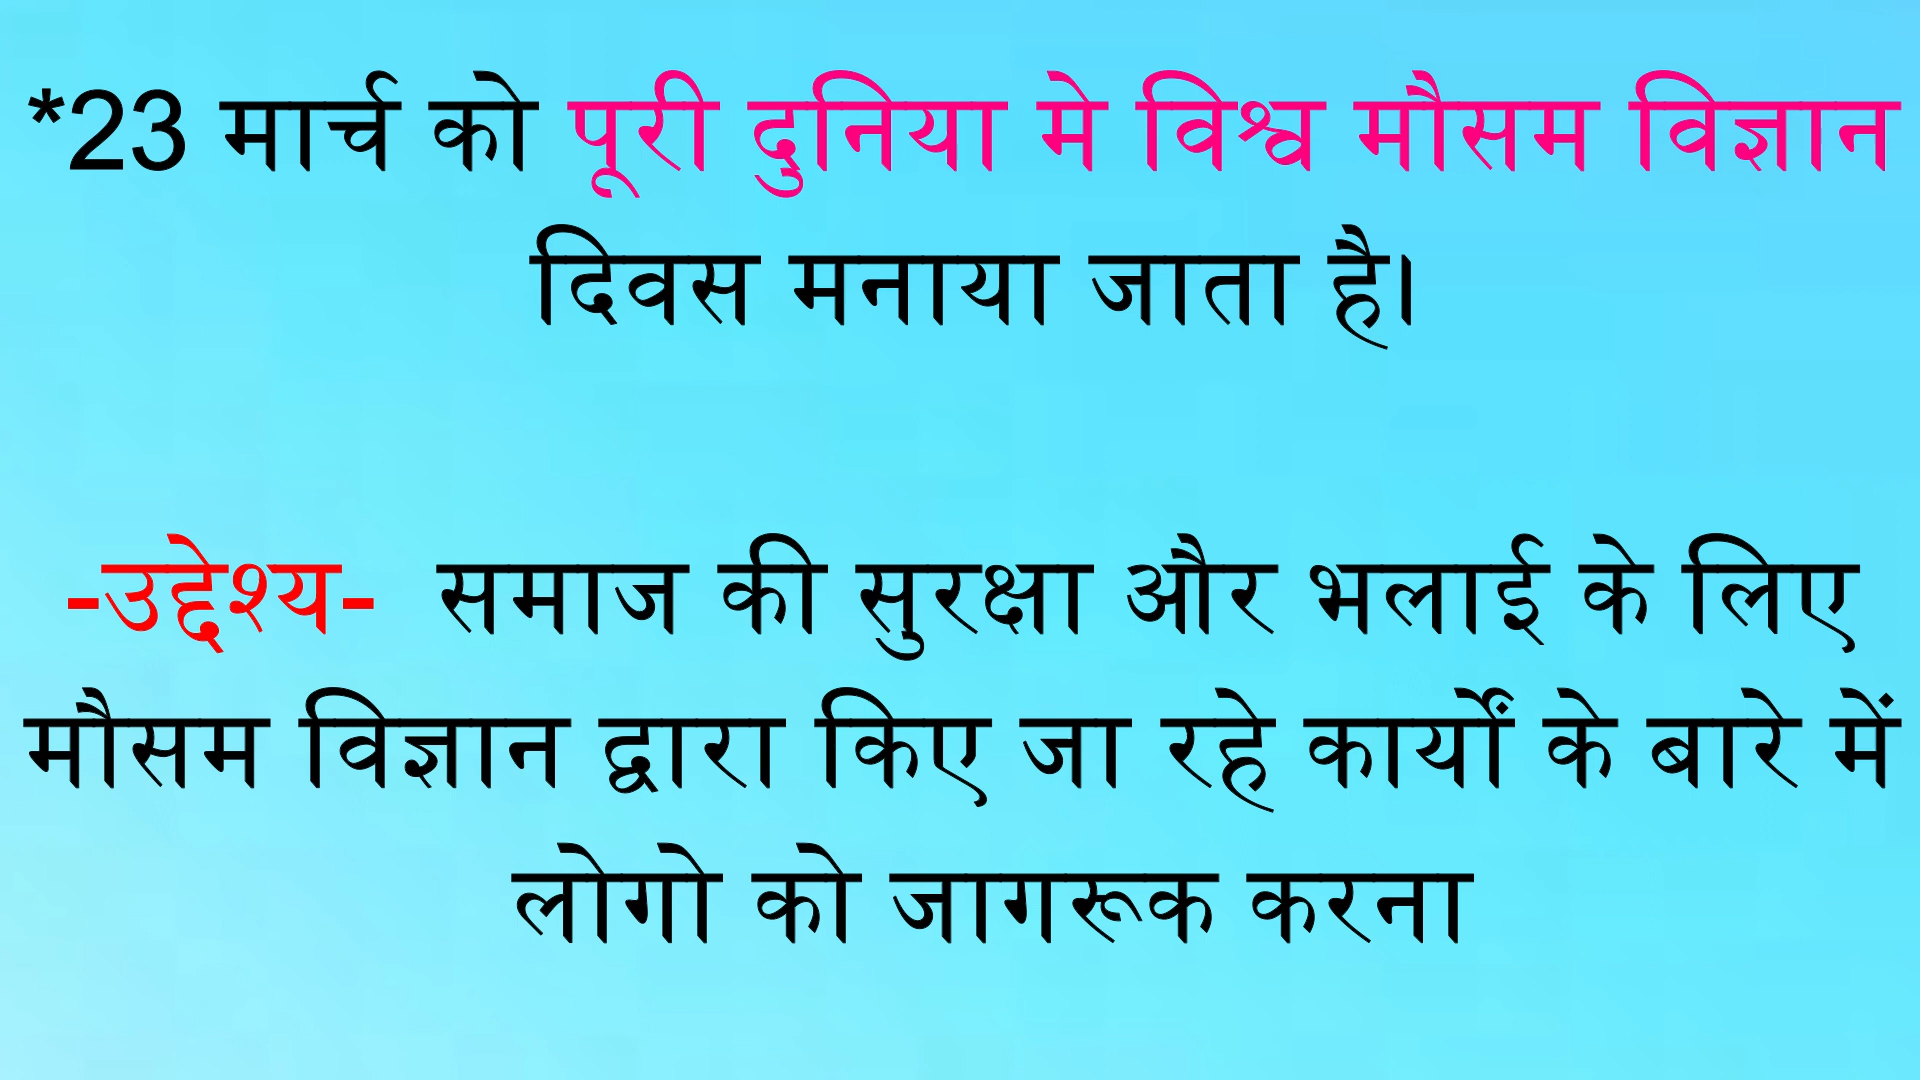 *23 मार्च को पूरी दुनिया मे विश्व मौसम विज्ञान
दिवस मनाया जाता है।
-उद्देश्य- समाज की सुरक्षा और भलाई के लिए
मौसम विज्ञान द्वारा किए जा रहे कार्यों के बारे में
लोगो को जागरूक करना